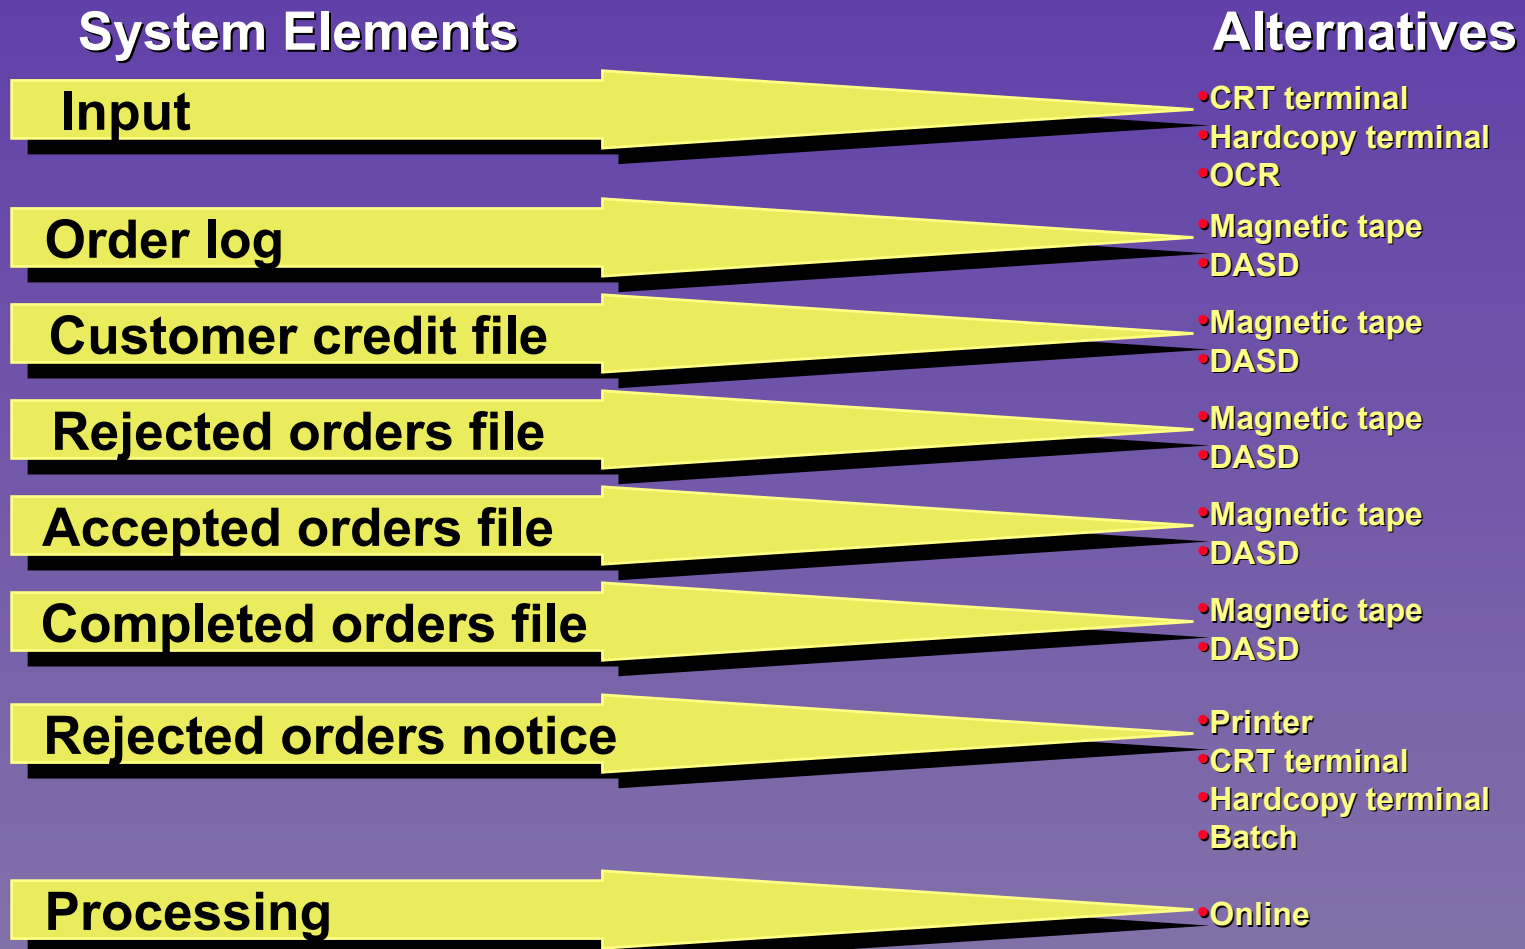 System Elements
Alternatives
Input
•CRT terminal
•Hardcopy terminal
•OCR
Order log
•Magnetic tape
•DASD
Customer credit file
•Magnetic tape
•DASD
Rejected orders file
•Magnetic tape
•DASD
Accepted orders file
•Magnetic tape
•DASD
Completed orders file
•Magnetic tape
•DASD
Rejected orders notice
•Printer
•CRT terminal
•Hardcopy terminal
•Batch
Processing
•Online